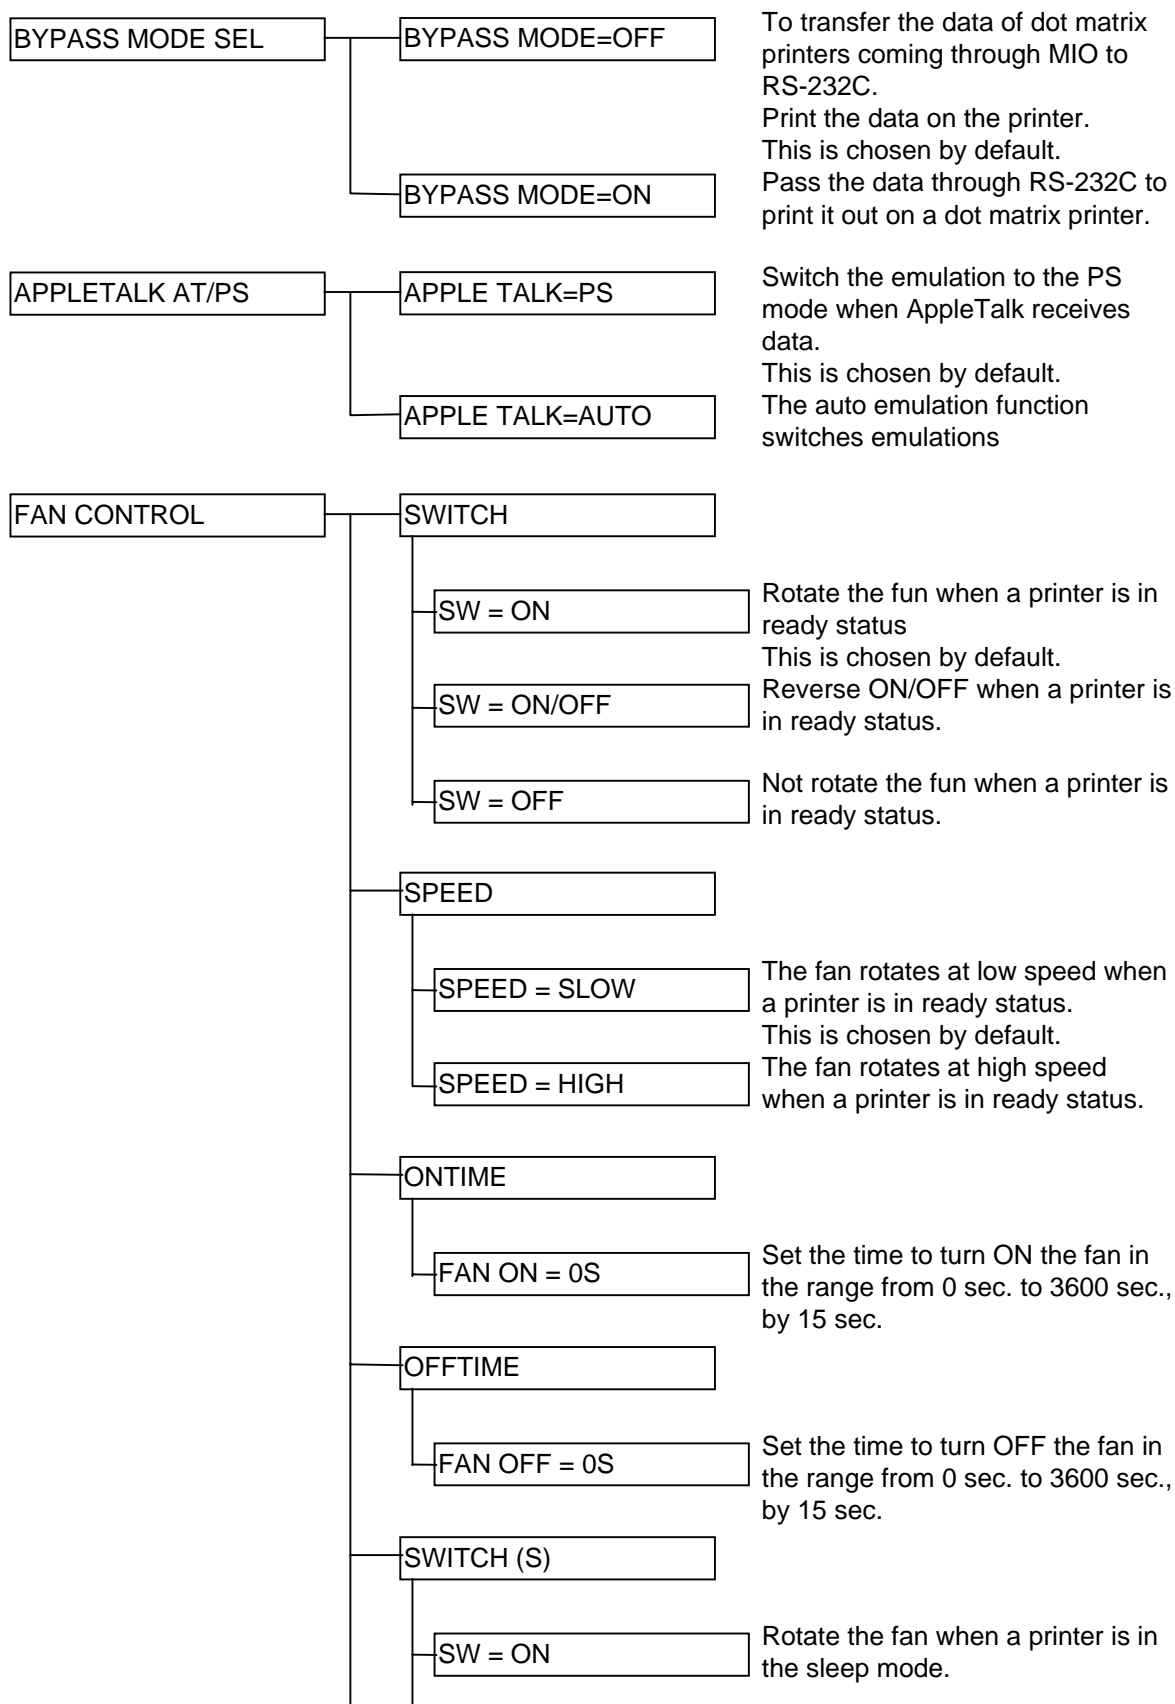 BYPASS MODE SEL
BYPASS MODE=OFF
To transfer the data of dot matrix
printers coming through MIO to
RS-232C.
Print the data on the printer.
This is chosen by default.
BYPASS MODE=ON
Pass the data through RS-232C to
print it out on a dot matrix printer.
APPLETALK AT/PS
APPLE TALK=PS
Switch the emulation to the PS
mode when AppleTalk receives
data.
This is chosen by default.
APPLE TALK=AUTO
The auto emulation function
switches emulations
FAN CONTROL
SWITCH
SW = ON
Rotate the fun when a printer is in
ready status
This is chosen by default.
SW = ON/OFF
Reverse ON/OFF when a printer is
in ready status.
SW = OFF
Not rotate the fun when a printer is
in ready status.
SPEED
SPEED = SLOW
The fan rotates at low speed when
a printer is in ready status.
This is chosen by default.
SPEED = HIGH
The fan rotates at high speed
when a printer is in ready status.
ONTIME
FAN ON = 0S
Set the time to turn ON the fan in
the range from 0 sec. to 3600 sec.,
by 15 sec.
OFFTIME
FAN OFF = 0S
Set the time to turn OFF the fan in
the range from 0 sec. to 3600 sec.,
by 15 sec.
SWITCH (S)
SW = ON
Rotate the fan when a printer is in
the sleep mode.